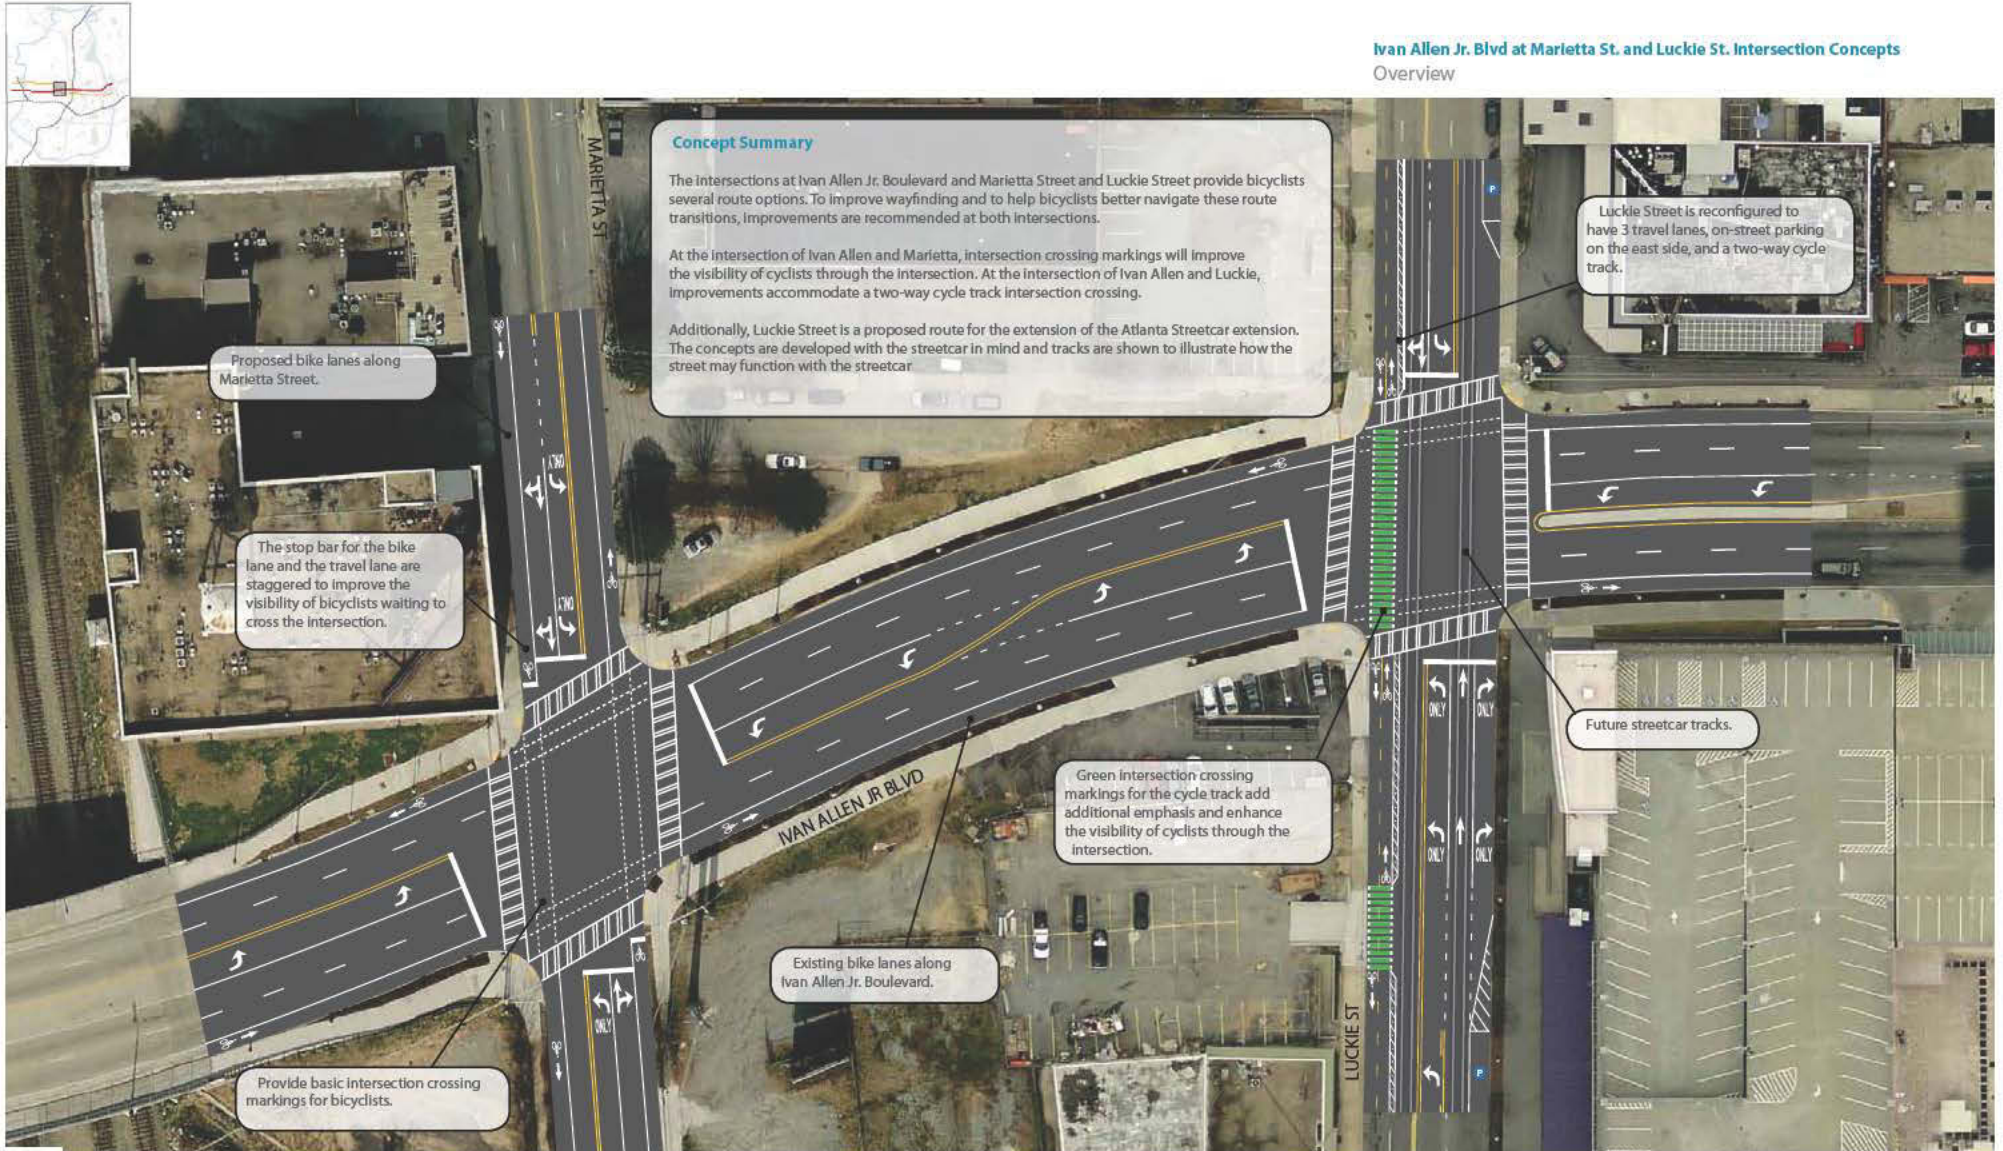 Ivan Allen Jr. Blvd at Marietta St. and Luckie St. Intersection Concepts
Overview
MARIETTA ST
Concept Summary
The intersections at Ivan Allen Jr. Boulevard and Marietta Street and Luckie Street provide bicyclists
several route options. To improve wayfinding and to help bicyclists better navigate these route
transitions, improvements are recommended at both intersections.
At the intersection of Ivan Allen and Marietta, intersection crossing markings will improve
the visibility of cyclists through the intersection. At the intersection of Ivan Allen and Luckie,
improvements accommodate a two-way cycle track intersection crossing.
Additionally, Luckie Street is a proposed route for the extension of the Atlanta Streetcar extension.
The concepts are developed with the streetcar in mind and tracks are shown to illustrate how the
street may function with the streetcar
P
Luckie Street is reconfigured to
have 3 travel lanes, on-street parking
on the east side, and a two-way cycle
track.
Proposed bike lanes along
Marietta Street.
ONLY
The stop bar for the bike
lane and the travel lane are
staggered to improve the
visibility of bicyclists waiting to
cross the intersection.
ONLY
ONLY
ONLY
Future streetcar tracks.
IVAN ALLEN JR BLVD
Green intersection crossing
markings for the cycle track add
additional emphasis and enhance
the visibility of cyclists through the
intersection.
ONLY
ONLY
Existing bike lanes along
Ivan Allen Jr. Boulevard.
ONLY
LUCKIE ST
P
Provide basic intersection crossing
markings for bicyclists.